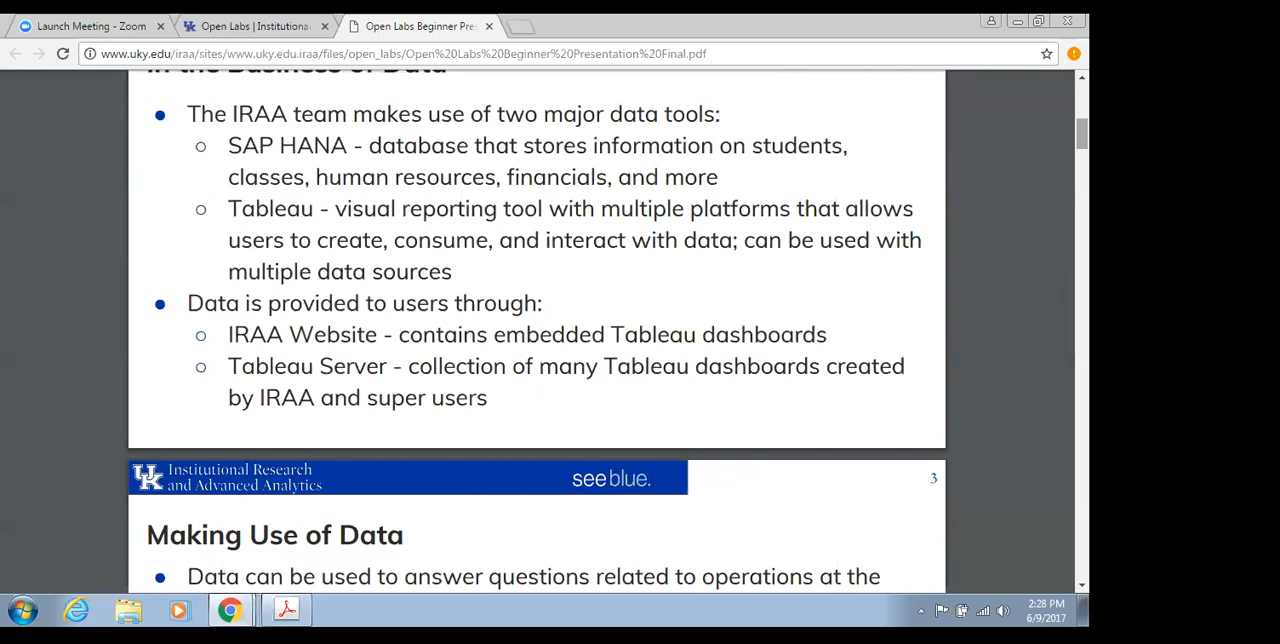 Launch Meeting - Zoom
Open Labs | Institutiona
Open Labs Beginner Pre
www.uky.edu/iraa/sites/www.uky.edu.iraa/files/open_labs/Open%20Labs%20Beginner%20Presentation%20Final.pdf
In the Business of Data
The IRAA team makes use of two major data tools:
SAP HANA - database that stores information on students,
classes, human resources, financials, and more
Tableau - visual reporting tool with multiple platforms that allows
users to create, consume, and interact with data; can be used with
multiple data sources
Data is provided to users through:
IRAA Website - contains embedded Tableau dashboards
Tableau Server - collection of many Tableau dashboards created
by IRAA and super users
UK
Institutional Research
and Advanced Analytics
see blue.
3
Making Use of Data
Data can be used to answer questions related to operations at the
2:28 PM
6/9/2017